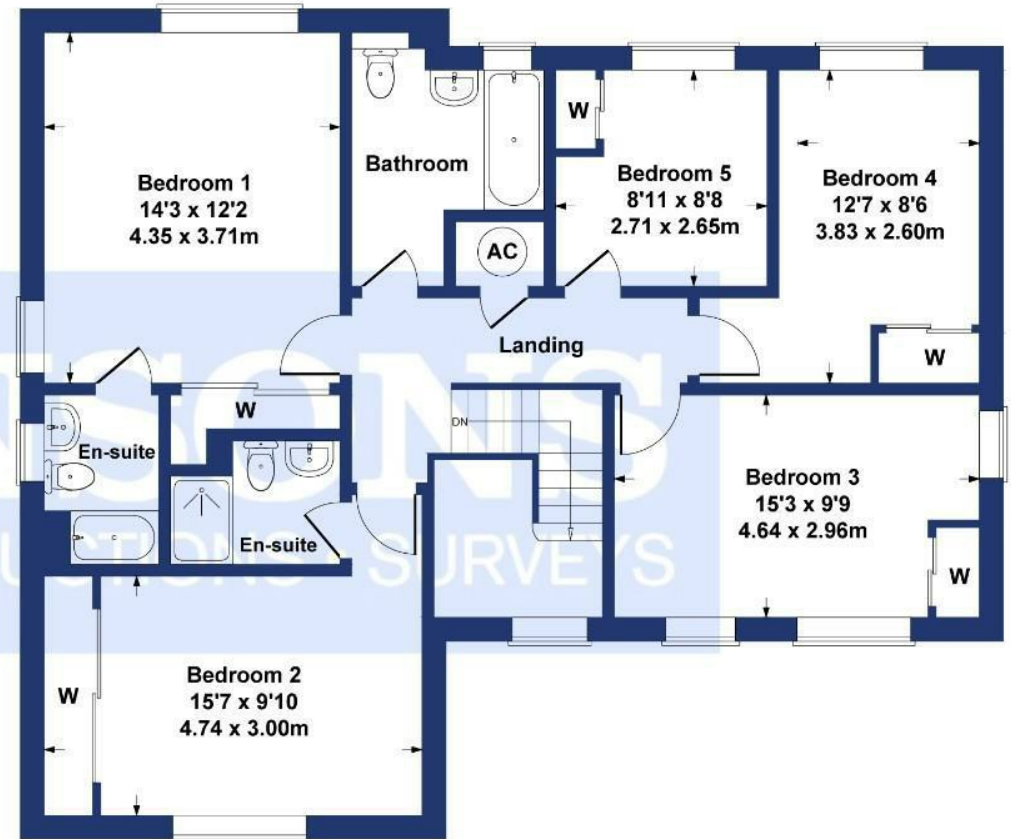 Bedroom 1
14'3 x 12'2
4.35 x 3.71m
Bathroom
W
Bedroom 5
8'11 x 8'8
2.71 x 2.65m
Bedroom 4
12'7 x 8'6
3.83 x 2.60m
AC
Landing
W
W
En-suite
DN
En-suite
Bedroom 3
15'3 x 9'9
4.64 x 2.96m
W
Bedroom 2
15'7 x 9'10
4.74 x 3.00m
W
SURVEYS